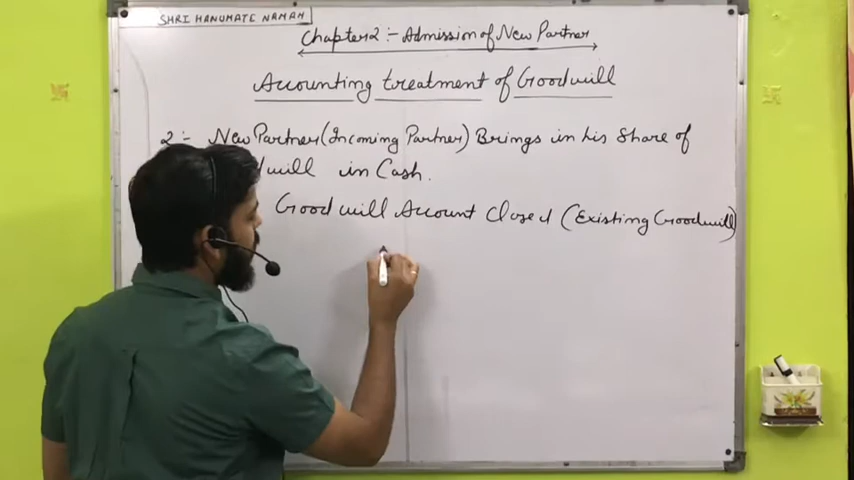 SHRI HANUMATE NAMAH
Chapter 2 :- Admission of New Partner
Accounting treatment of Goodwill
2 :- New Partner (Incoming Partner) Brings in his Share of
will in Cash.
Goodwill Account Closed (Existing Goodwill)